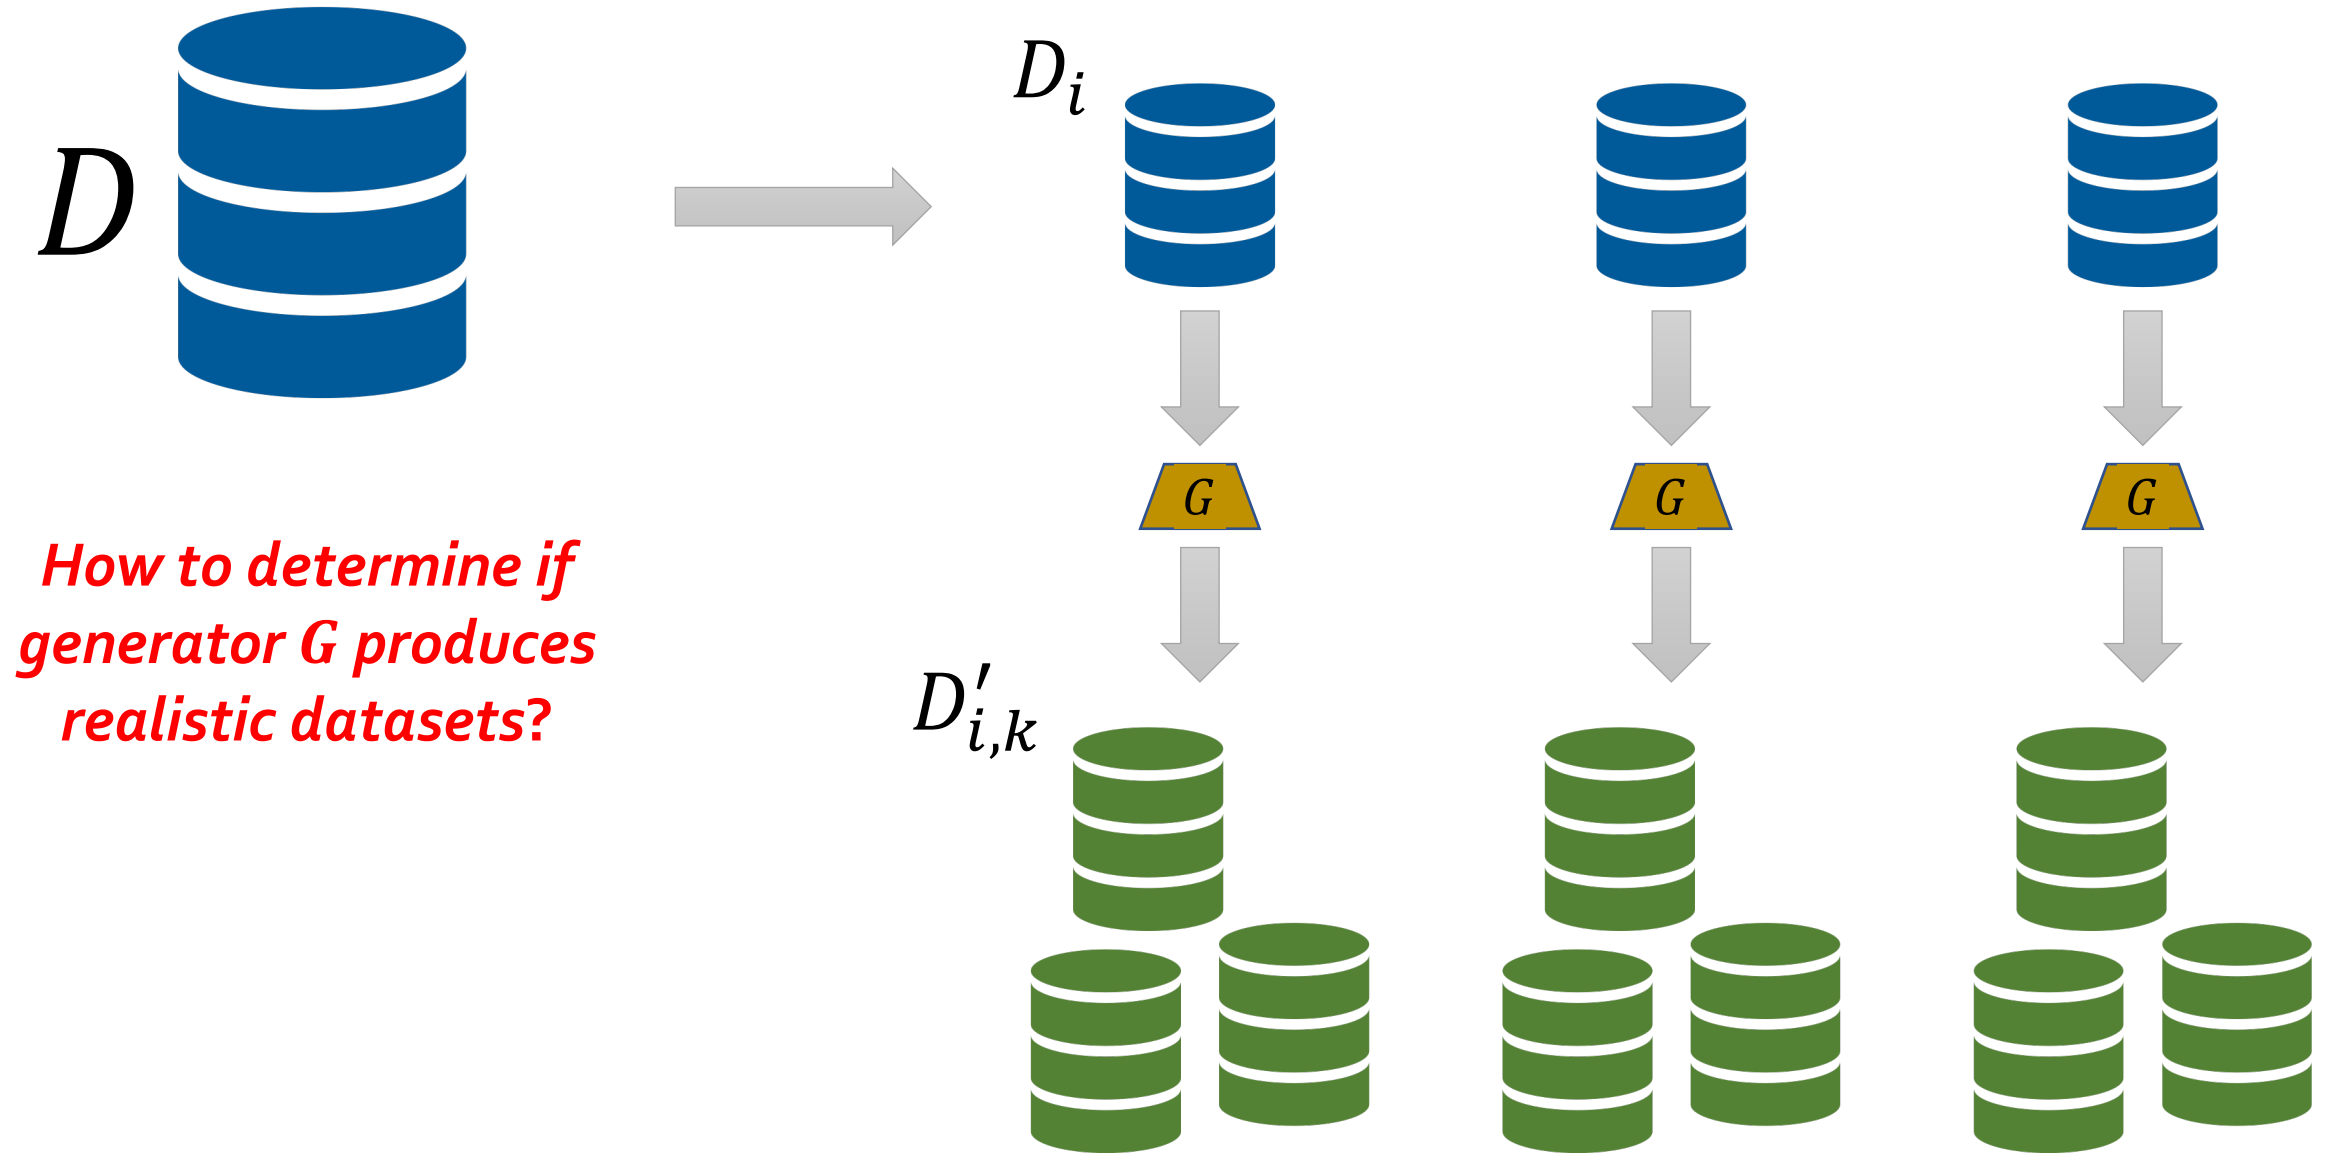 D
D_i
G
G
G
How to determine if
generator G produces
realistic datasets?
D'_{i,k}